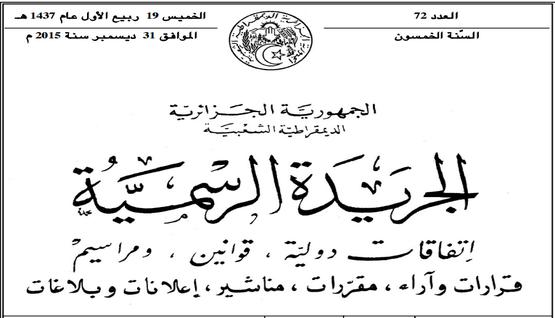 العدد 72
السّنة الخمسون
الخميس 19 ربيع الأول عام 1437 هـ
الموافق 31 ديسمبر سنة 2015 م
الجمهورية الجزائرية
الديمقراطية الشعبية
الجريدة الرسمية
إتفاقات دولية ، قوانين ، ومراسيم
قرارات وآراء ، مقررات ، مناشير ، إعلانات وبلاغات